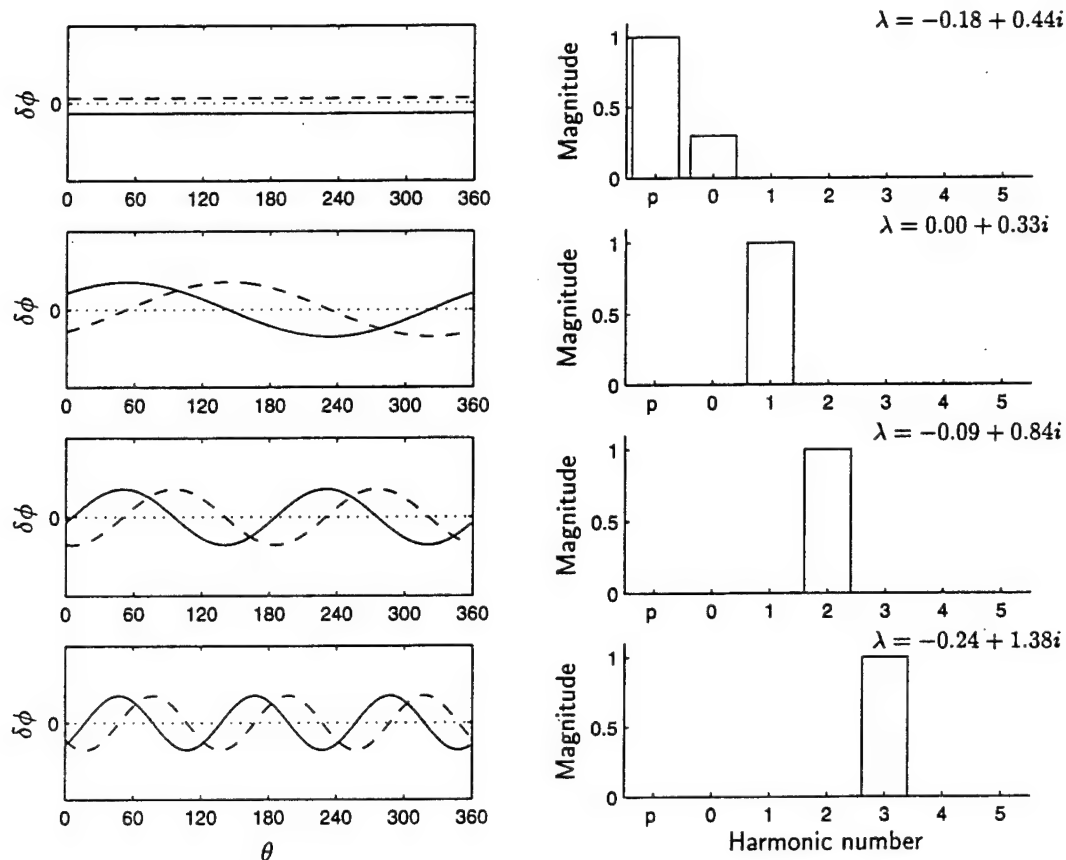 λ = −0.18 + 0.44i
δϕ
0
0 60 120 180 240 300 360
Magnitude
1
0.5
0
p 0 1 2 3 4 5
λ = 0.00 + 0.33i
δϕ
0
0 60 120 180 240 300 360
Magnitude
1
0.5
0
p 0 1 2 3 4 5
λ = −0.09 + 0.84i
δϕ
0
0 60 120 180 240 300 360
Magnitude
1
0.5
0
p 0 1 2 3 4 5
λ = −0.24 + 1.38i
δϕ
0
0 60 120 180 240 300 360
θ
Magnitude
1
0.5
0
p 0 1 2 3 4 5
Harmonic number